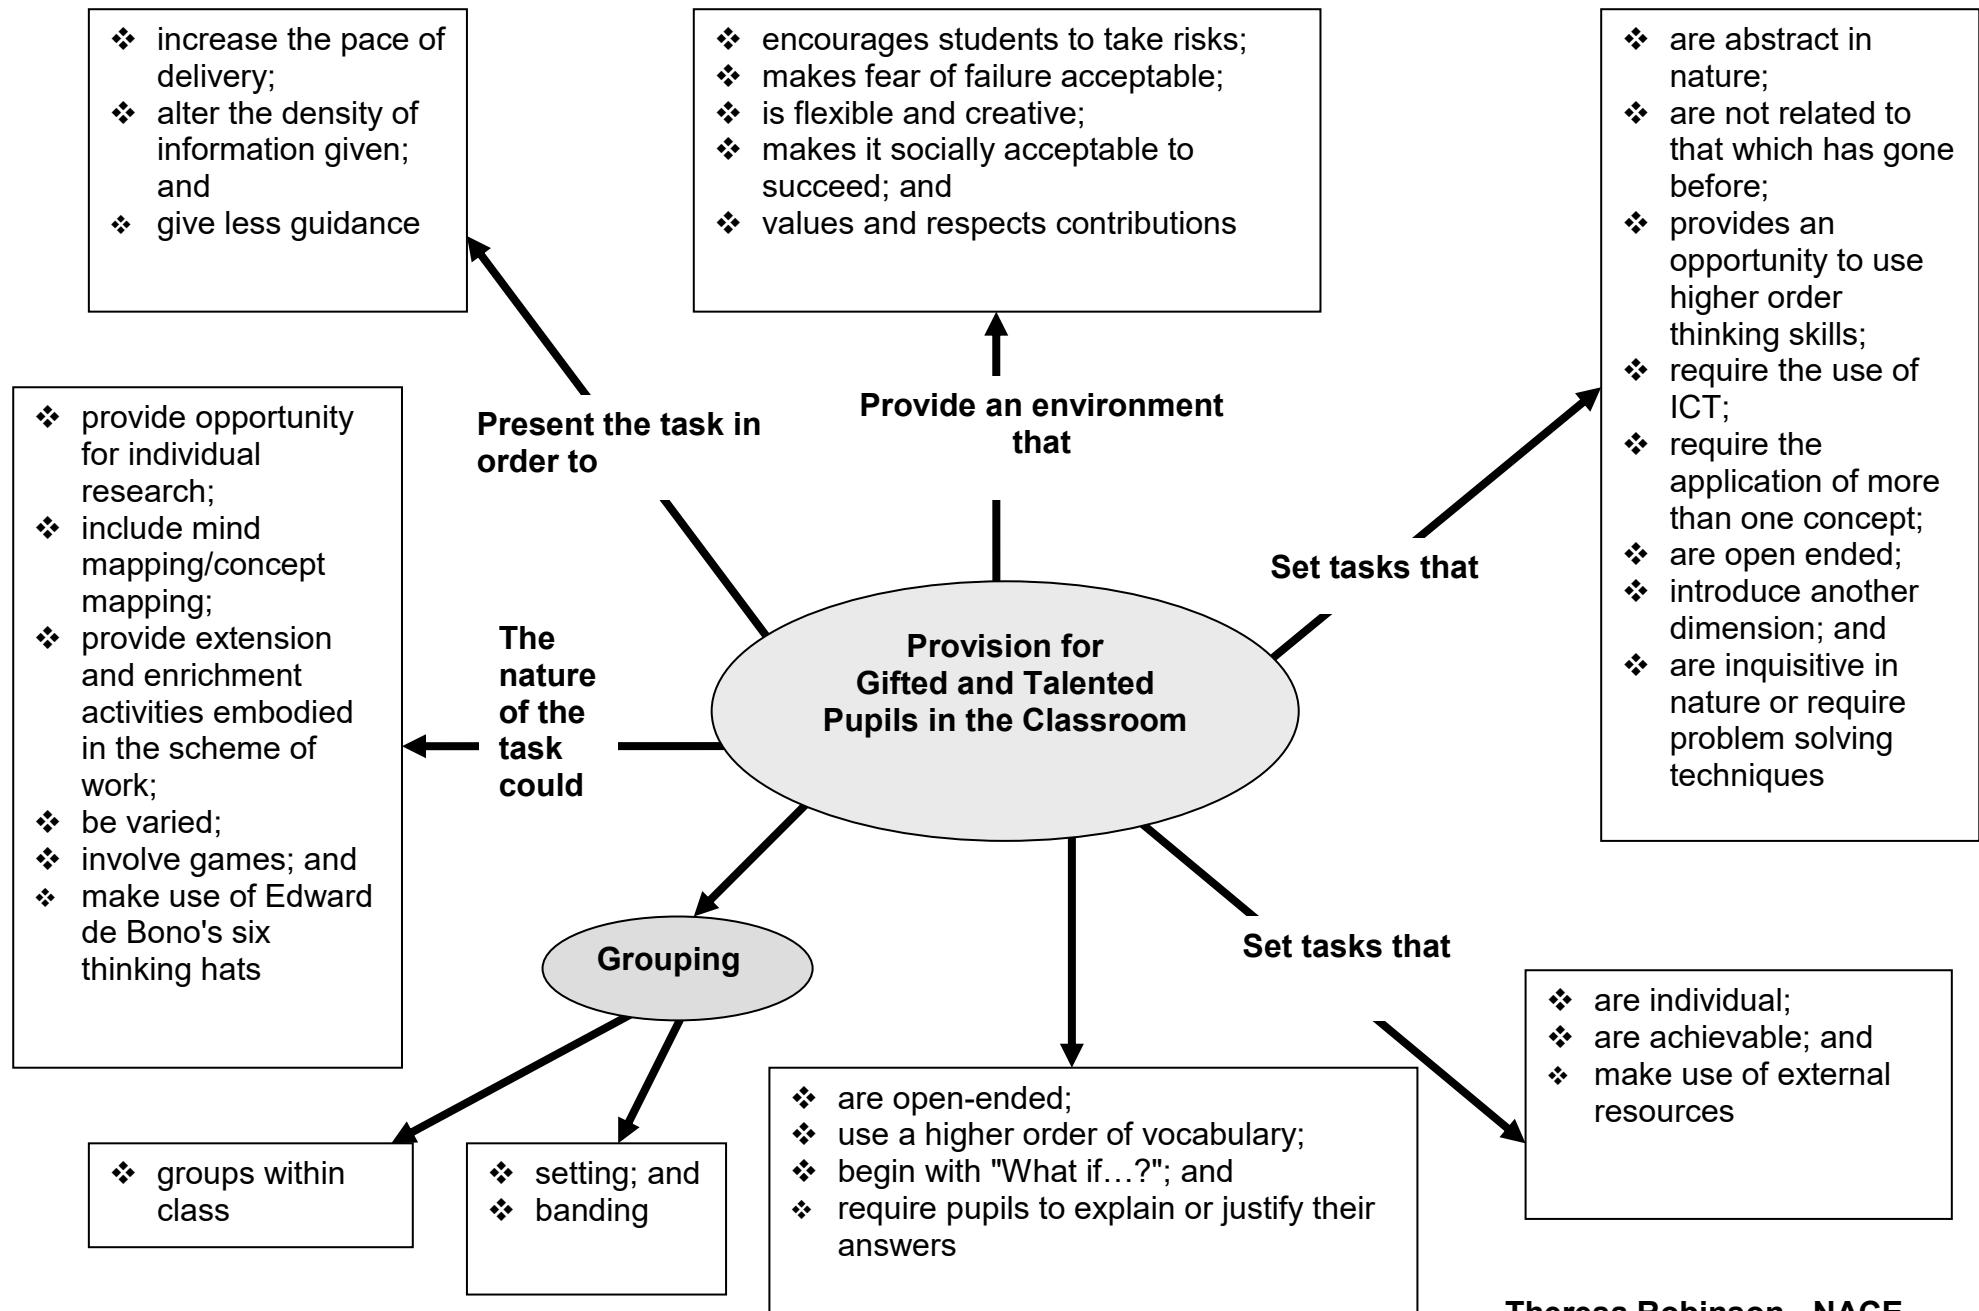 ❖ increase the pace of
delivery;
❖ alter the density of
information given;
and
❖ give less guidance
❖ encourages students to take risks;
❖ makes fear of failure acceptable;
❖ is flexible and creative;
❖ makes it socially acceptable to
succeed; and
❖ values and respects contributions
❖ are abstract in
nature;
❖ are not related to
that which has gone
before;
❖ provides an
opportunity to use
higher order
thinking skills;
❖ require the use of
ICT;
❖ require the
application of more
than one concept;
❖ are open ended;
❖ introduce another
dimension; and
❖ are inquisitive in
nature or require
problem solving
techniques
❖ provide opportunity
for individual
research;
❖ include mind
mapping/concept
mapping;
❖ provide extension
and enrichment
activities embodied
in the scheme of
work;
❖ be varied;
❖ involve games; and
❖ make use of Edward
de Bono's six
thinking hats
Present the task in
order to
Provide an environment
that
Set tasks that
The
nature
of the
task
could
Provision for
Gifted and Talented
Pupils in the Classroom
Grouping
Set tasks that
❖ are individual;
❖ are achievable; and
❖ make use of external
resources
❖ groups within
class
❖ setting; and
❖ banding
❖ are open-ended;
❖ use a higher order of vocabulary;
❖ begin with "What if…?"; and
❖ require pupils to explain or justify their
answers
Theresa Robinson - NACE